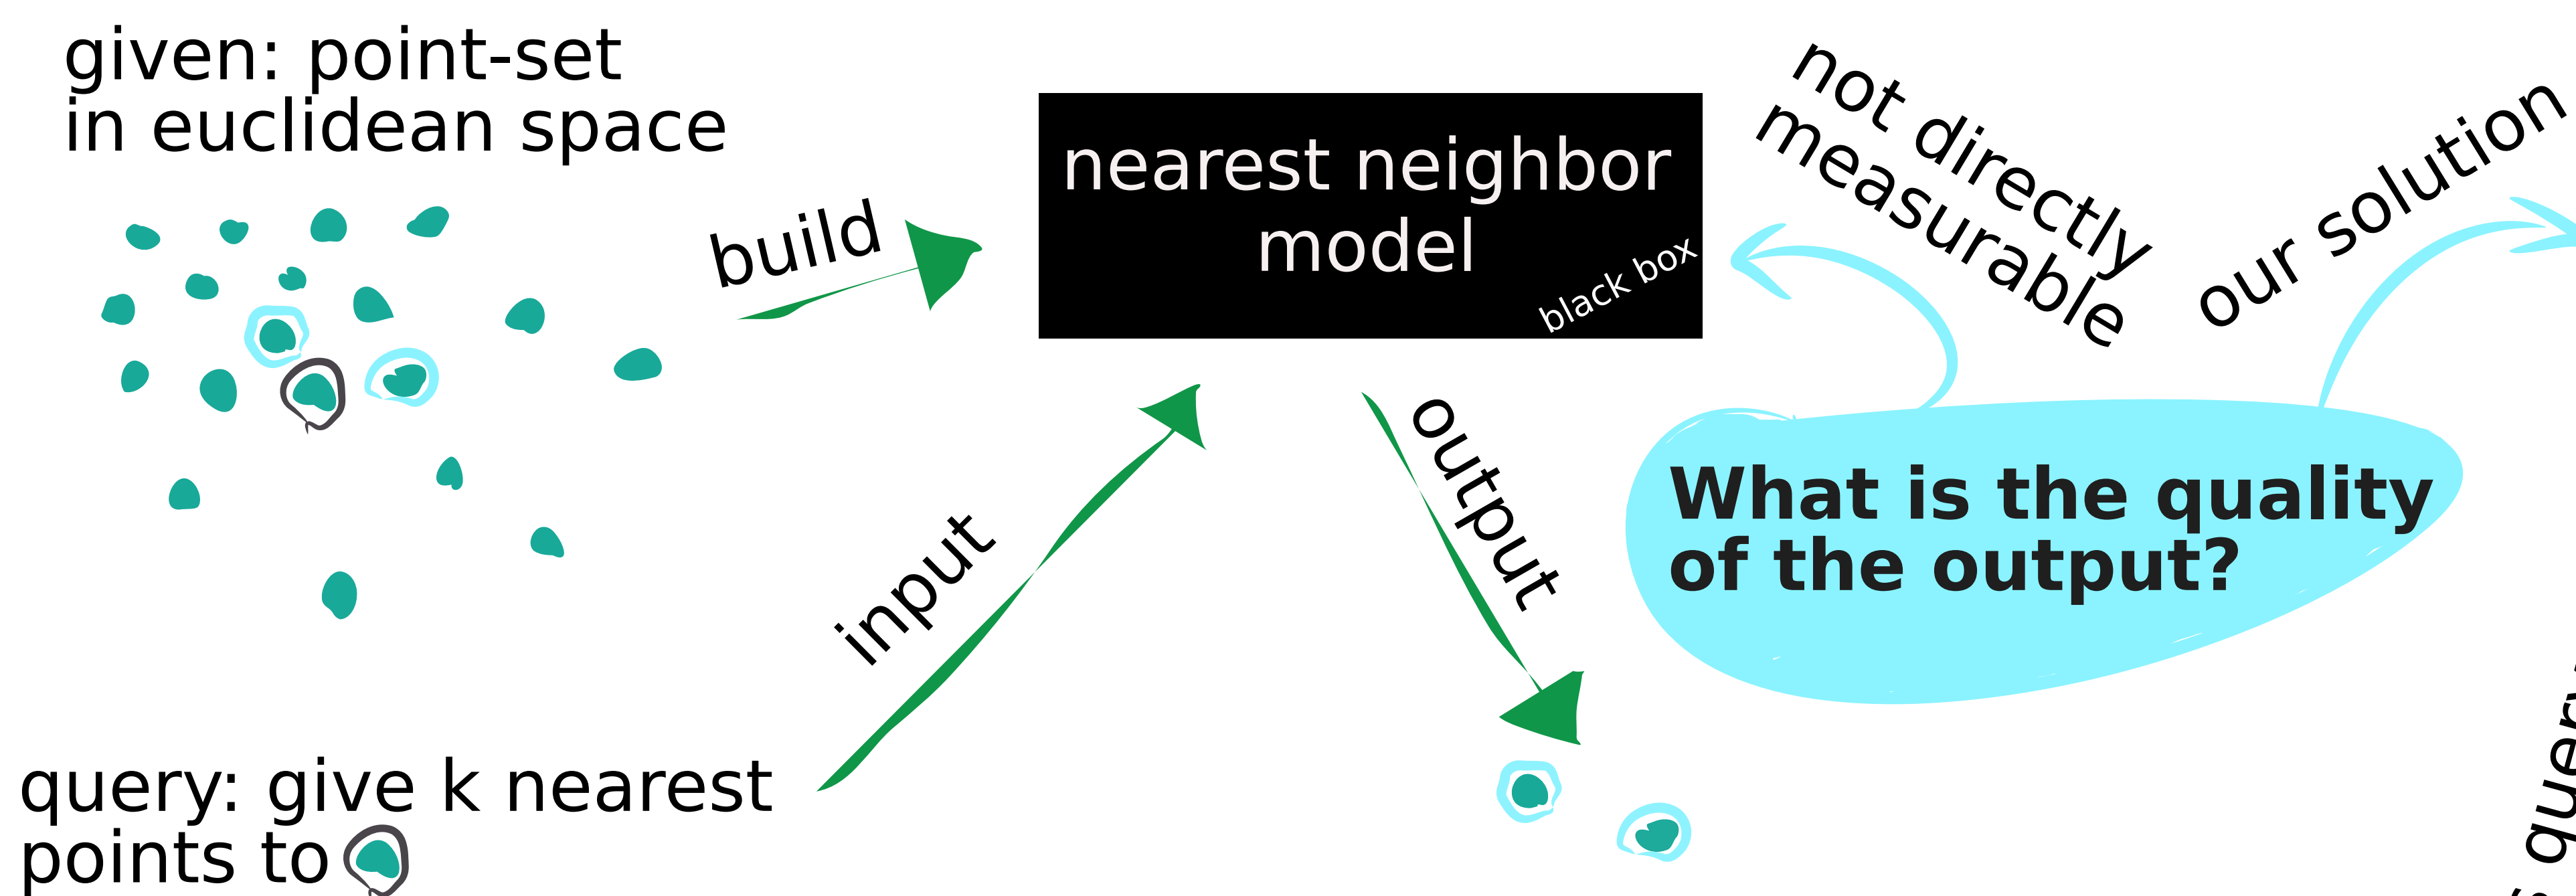 given: point-set
in euclidean space
build
nearest neighbor
model
black box
not directly
measurable
our solution
input
output
What is the quality
of the output?
query: give k nearest
points to
query